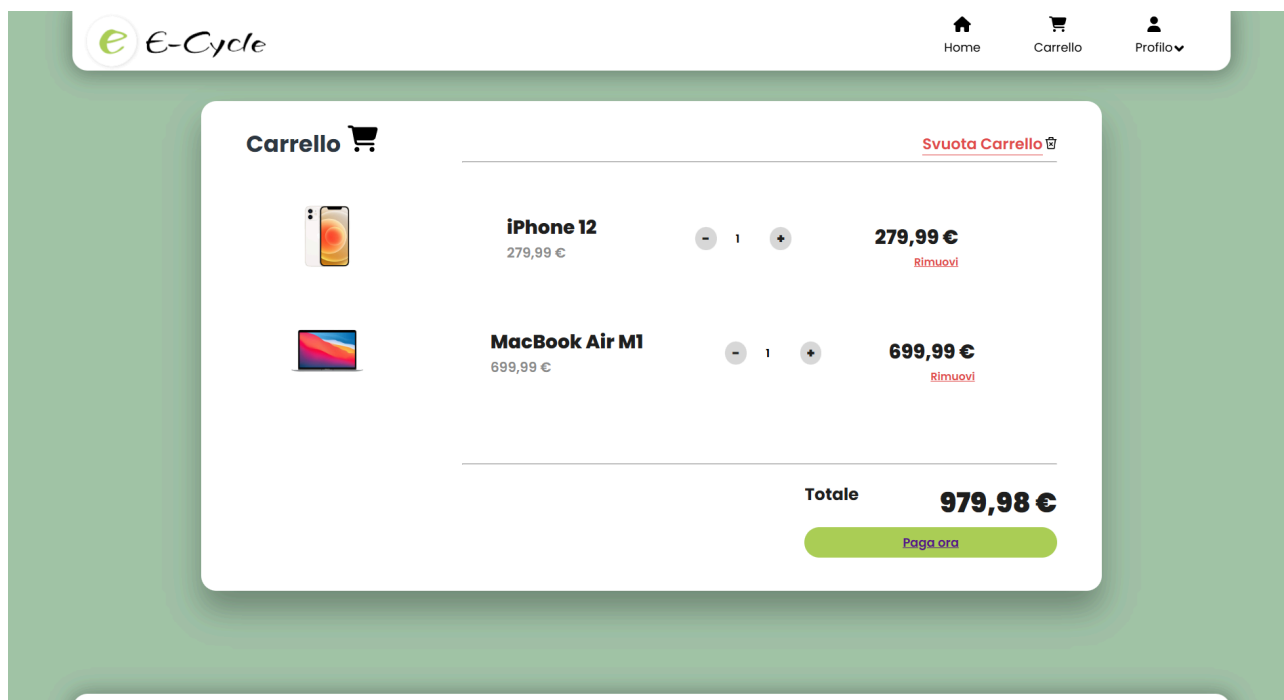 e E-Cycle
Home Carrello Profilo
Carrello
Svuota Carrello
iPhone 12
279,99 €
- 1 +
279,99 €
Rimuovi
MacBook Air M1
699,99 €
- 1 +
699,99 €
Rimuovi
Totale 979,98 €
Paga ora